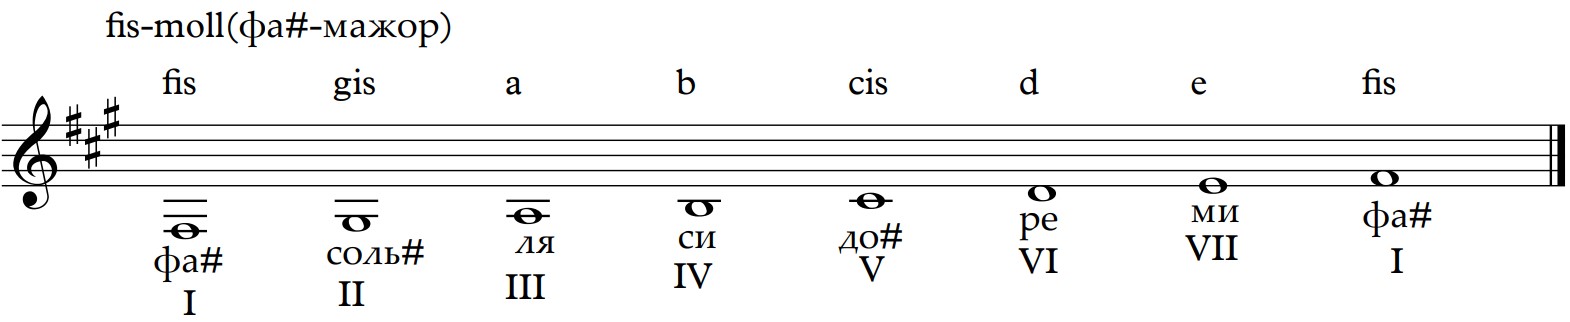 fis-moll(фа#-мажор)
fis gis a b cis d e fis
фа# соль# ля си до# ре ми фа#
I II III IV V VI VII I